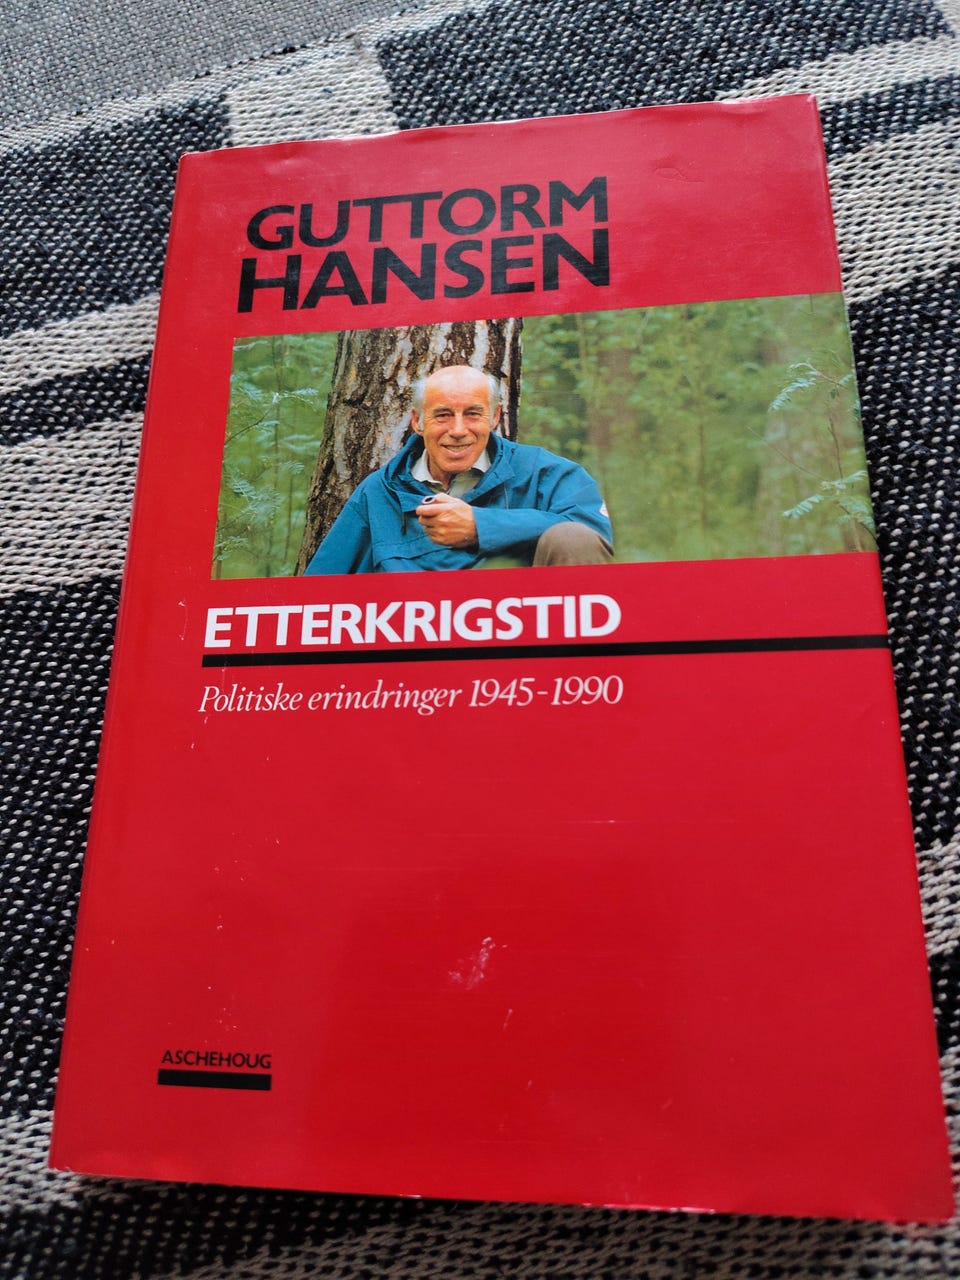 GUTTORM
HANSEN
ETTERKRIGSTID
Politiske erindringer 1945-1990
ASCHEHOUG